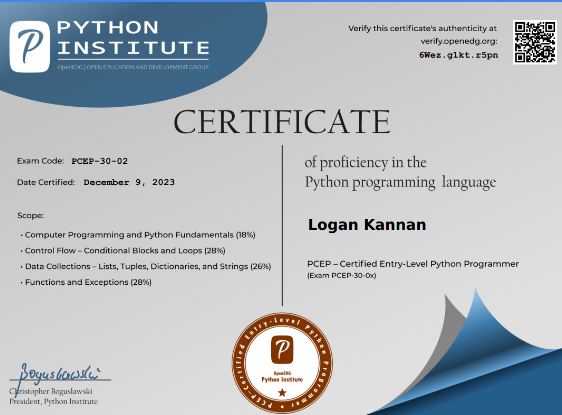 PYTHON
INSTITUTE
OpenEDG | OPEN EDUCATION AND DEVELOPMENT GROUP
Verify this certificate's authenticity at
verify.openedg.org:
6Wez.glkt.r5pn
CERTIFICATE
Exam Code: PCEP-30-02
Date Certified: December 9, 2023
Scope:
• Computer Programming and Python Fundamentals (18%)
• Control Flow – Conditional Blocks and Loops (28%)
• Data Collections – Lists, Tuples, Dictionaries, and Strings (26%)
• Functions and Exceptions (28%)
of proficiency in the
Python programming language
Logan Kannan
PCEP – Certified Entry-Level Python Programmer
(Exam PCEP-30-0x)
PCEP-Certified Entry-Level Python Programmer
OpenEDG
Python Institute
Boguslawski
Christopher Boguslawski
President, Python Institute